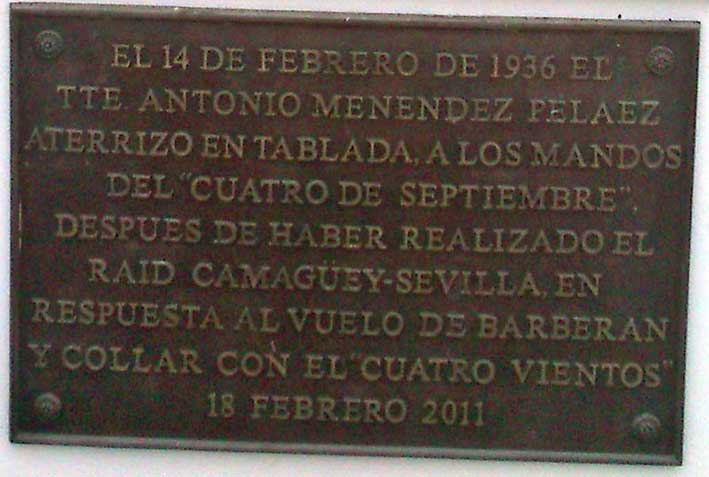 EL 14 DE FEBRERO DE 1936 EL
TTE. ANTONIO MENENDEZ PELAEZ
ATERRIZO EN TABLADA, A LOS MANDOS
DEL "CUATRO DE SEPTIEMBRE",
DESPUES DE HABER REALIZADO EL
RAID CAMAGÜEY-SEVILLA, EN
RESPUESTA AL VUELO DE BARBERAN
Y COLLAR CON EL "CUATRO VIENTOS"
18 FEBRERO 2011